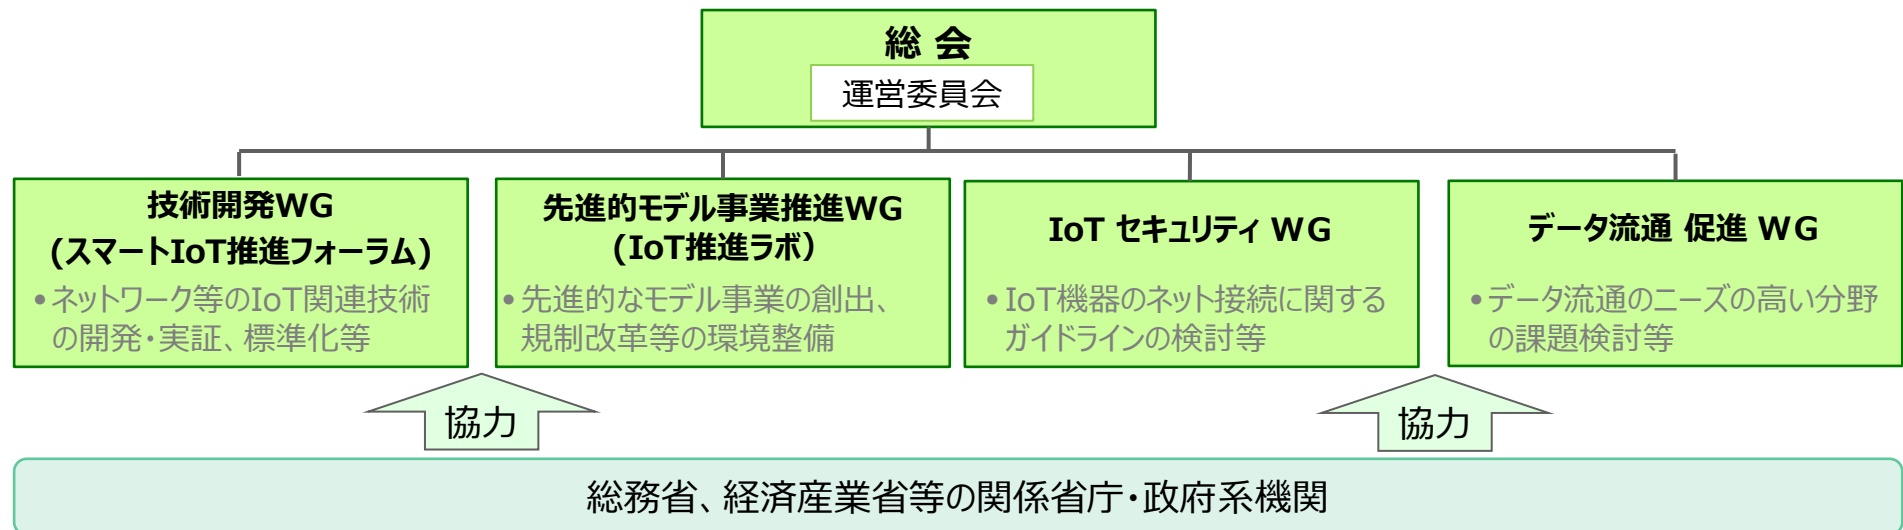 総 会
運営委員会
技術開発WG
(スマートIoT推進フォーラム)
•ネットワーク等のIoT関連技術
の開発・実証、標準化等
先進的モデル事業推進WG
(IoT推進ラボ)
•先進的なモデル事業の創出、
規制改革等の環境整備
IoT セキュリティ WG
•IoT機器のネット接続に関する
ガイドラインの検討等
データ流通 促進 WG
•データ流通のニーズの高い分野
の課題検討等
協力
協力
総務省、経済産業省等の関係省庁・政府系機関